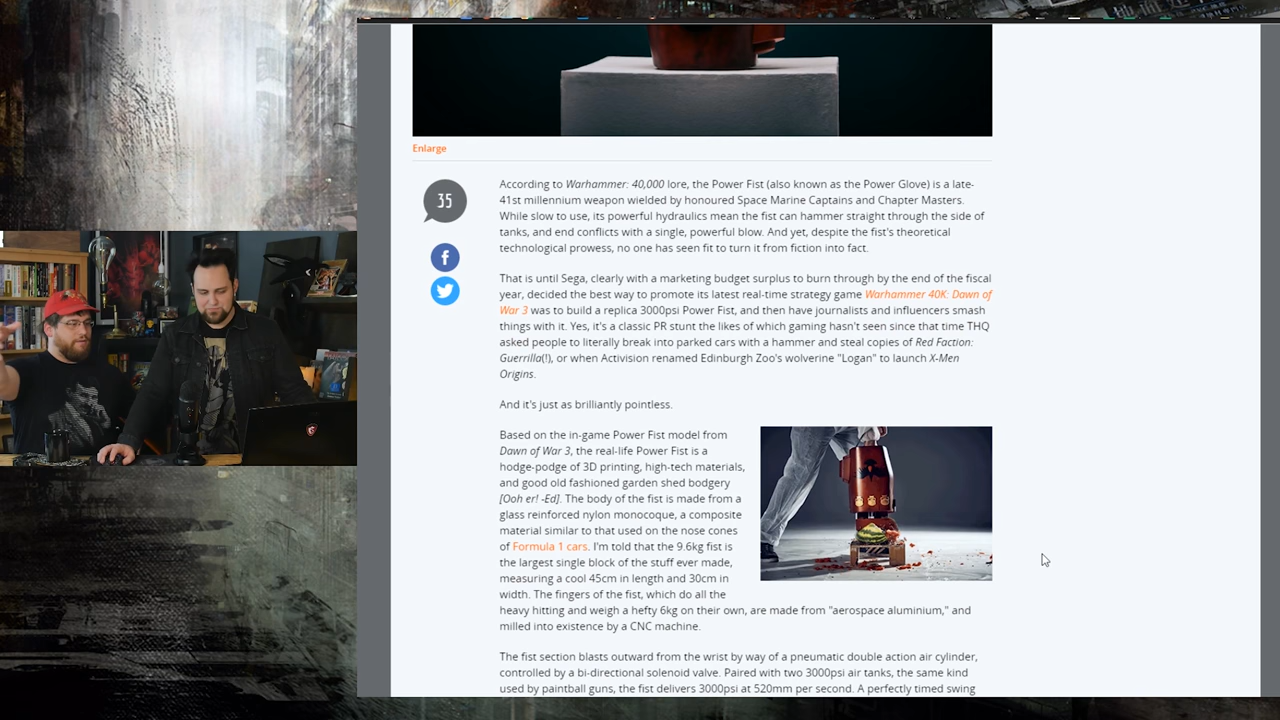 Enlarge
35
According to Warhammer: 40,000 lore, the Power Fist (also known as the Power Glove) is a late-
41st millennium weapon wielded by honoured Space Marine Captains and Chapter Masters.
While slow to use, its powerful hydraulics mean the fist can hammer straight through the side of
tanks, and end conflicts with a single, powerful blow. And yet, despite the fist's theoretical
technological prowess, no one has seen fit to turn it from fiction into fact.
That is until Sega, clearly with a marketing budget surplus to burn through by the end of the fiscal
year, decided the best way to promote its latest real-time strategy game Warhammer 40K: Dawn of
War 3 was to build a replica 3000psi Power Fist, and then have journalists and influencers smash
things with it. Yes, it's a classic PR stunt the likes of which gaming hasn't seen since that time THQ
asked people to literally break into parked cars with a hammer and steal copies of Red Faction:
Guerrilla(!), or when Activision renamed Edinburgh Zoo's wolverine "Logan" to launch X-Men
Origins.
And it's just as brilliantly pointless.
Based on the in-game Power Fist model from
Dawn of War 3, the real-life Power Fist is a
hodge-podge of 3D printing, high-tech materials,
and good old fashioned garden shed bodgery
[Ooh er! -Ed]. The body of the fist is made from a
glass reinforced nylon monocoque, a composite
material similar to that used on the nose cones
of Formula 1 cars. I'm told that the 9.6kg fist is
the largest single block of the stuff ever made,
measuring a cool 45cm in length and 30cm in
width. The fingers of the fist, which do all the
heavy hitting and weigh a hefty 6kg on their own, are made from "aerospace aluminium," and
milled into existence by a CNC machine.
The fist section blasts outward from the wrist by way of a pneumatic double action air cylinder,
controlled by a bi-directional solenoid valve. Paired with two 3000psi air tanks, the same kind
used by paintball guns, the fist delivers 3000psi at 520mm per second. A perfectly timed swing